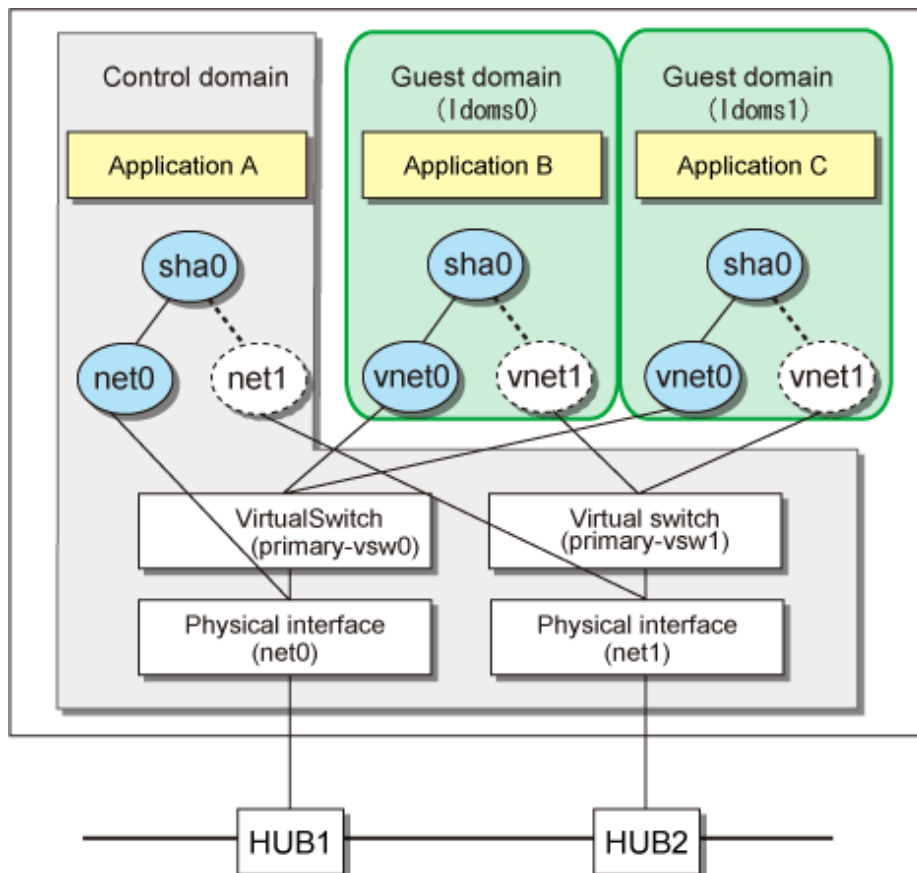 Control domain
Guest domain
(ldoms0)
Guest domain
(ldoms1)
Application A
Application B
Application C
sha0
sha0
sha0
net0
net1
vnet0
vnet1
vnet0
vnet1
VirtualSwitch
(primary-vsw0)
Virtual switch
(primary-vsw1)
Physical interface
(net0)
Physical interface
(net1)
HUB1
HUB2